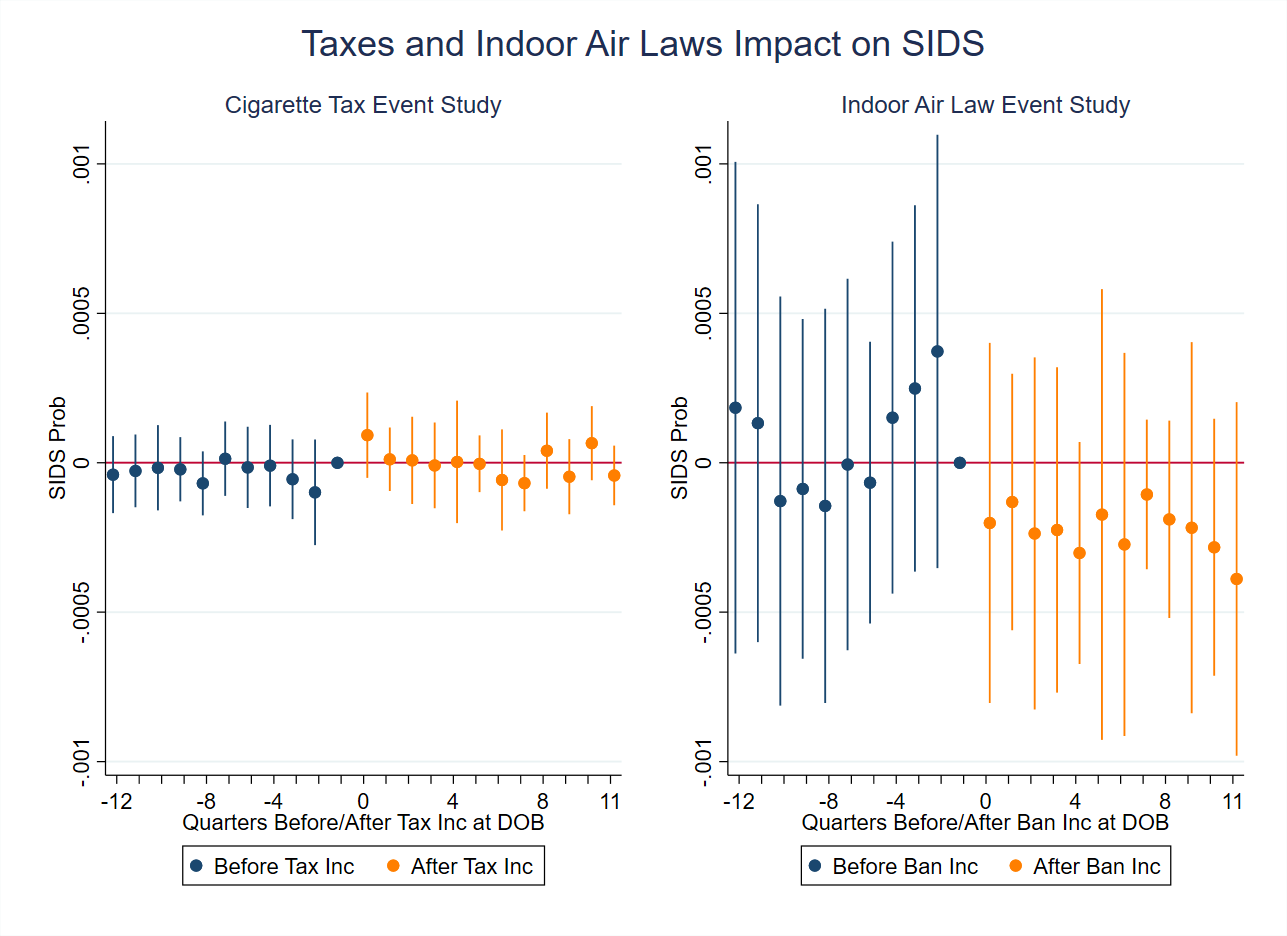 Taxes and Indoor Air Laws Impact on SIDS
Cigarette Tax Event Study
SIDS Prob
.001
.0005
0
-.0005
-.001
-12 -8 -4 0 4 8 11
Quarters Before/After Tax Inc at DOB
Before Tax Inc After Tax Inc
Indoor Air Law Event Study
SIDS Prob
.001
.0005
0
-.0005
-.001
-12 -8 -4 0 4 8 11
Quarters Before/After Ban Inc at DOB
Before Ban Inc After Ban Inc